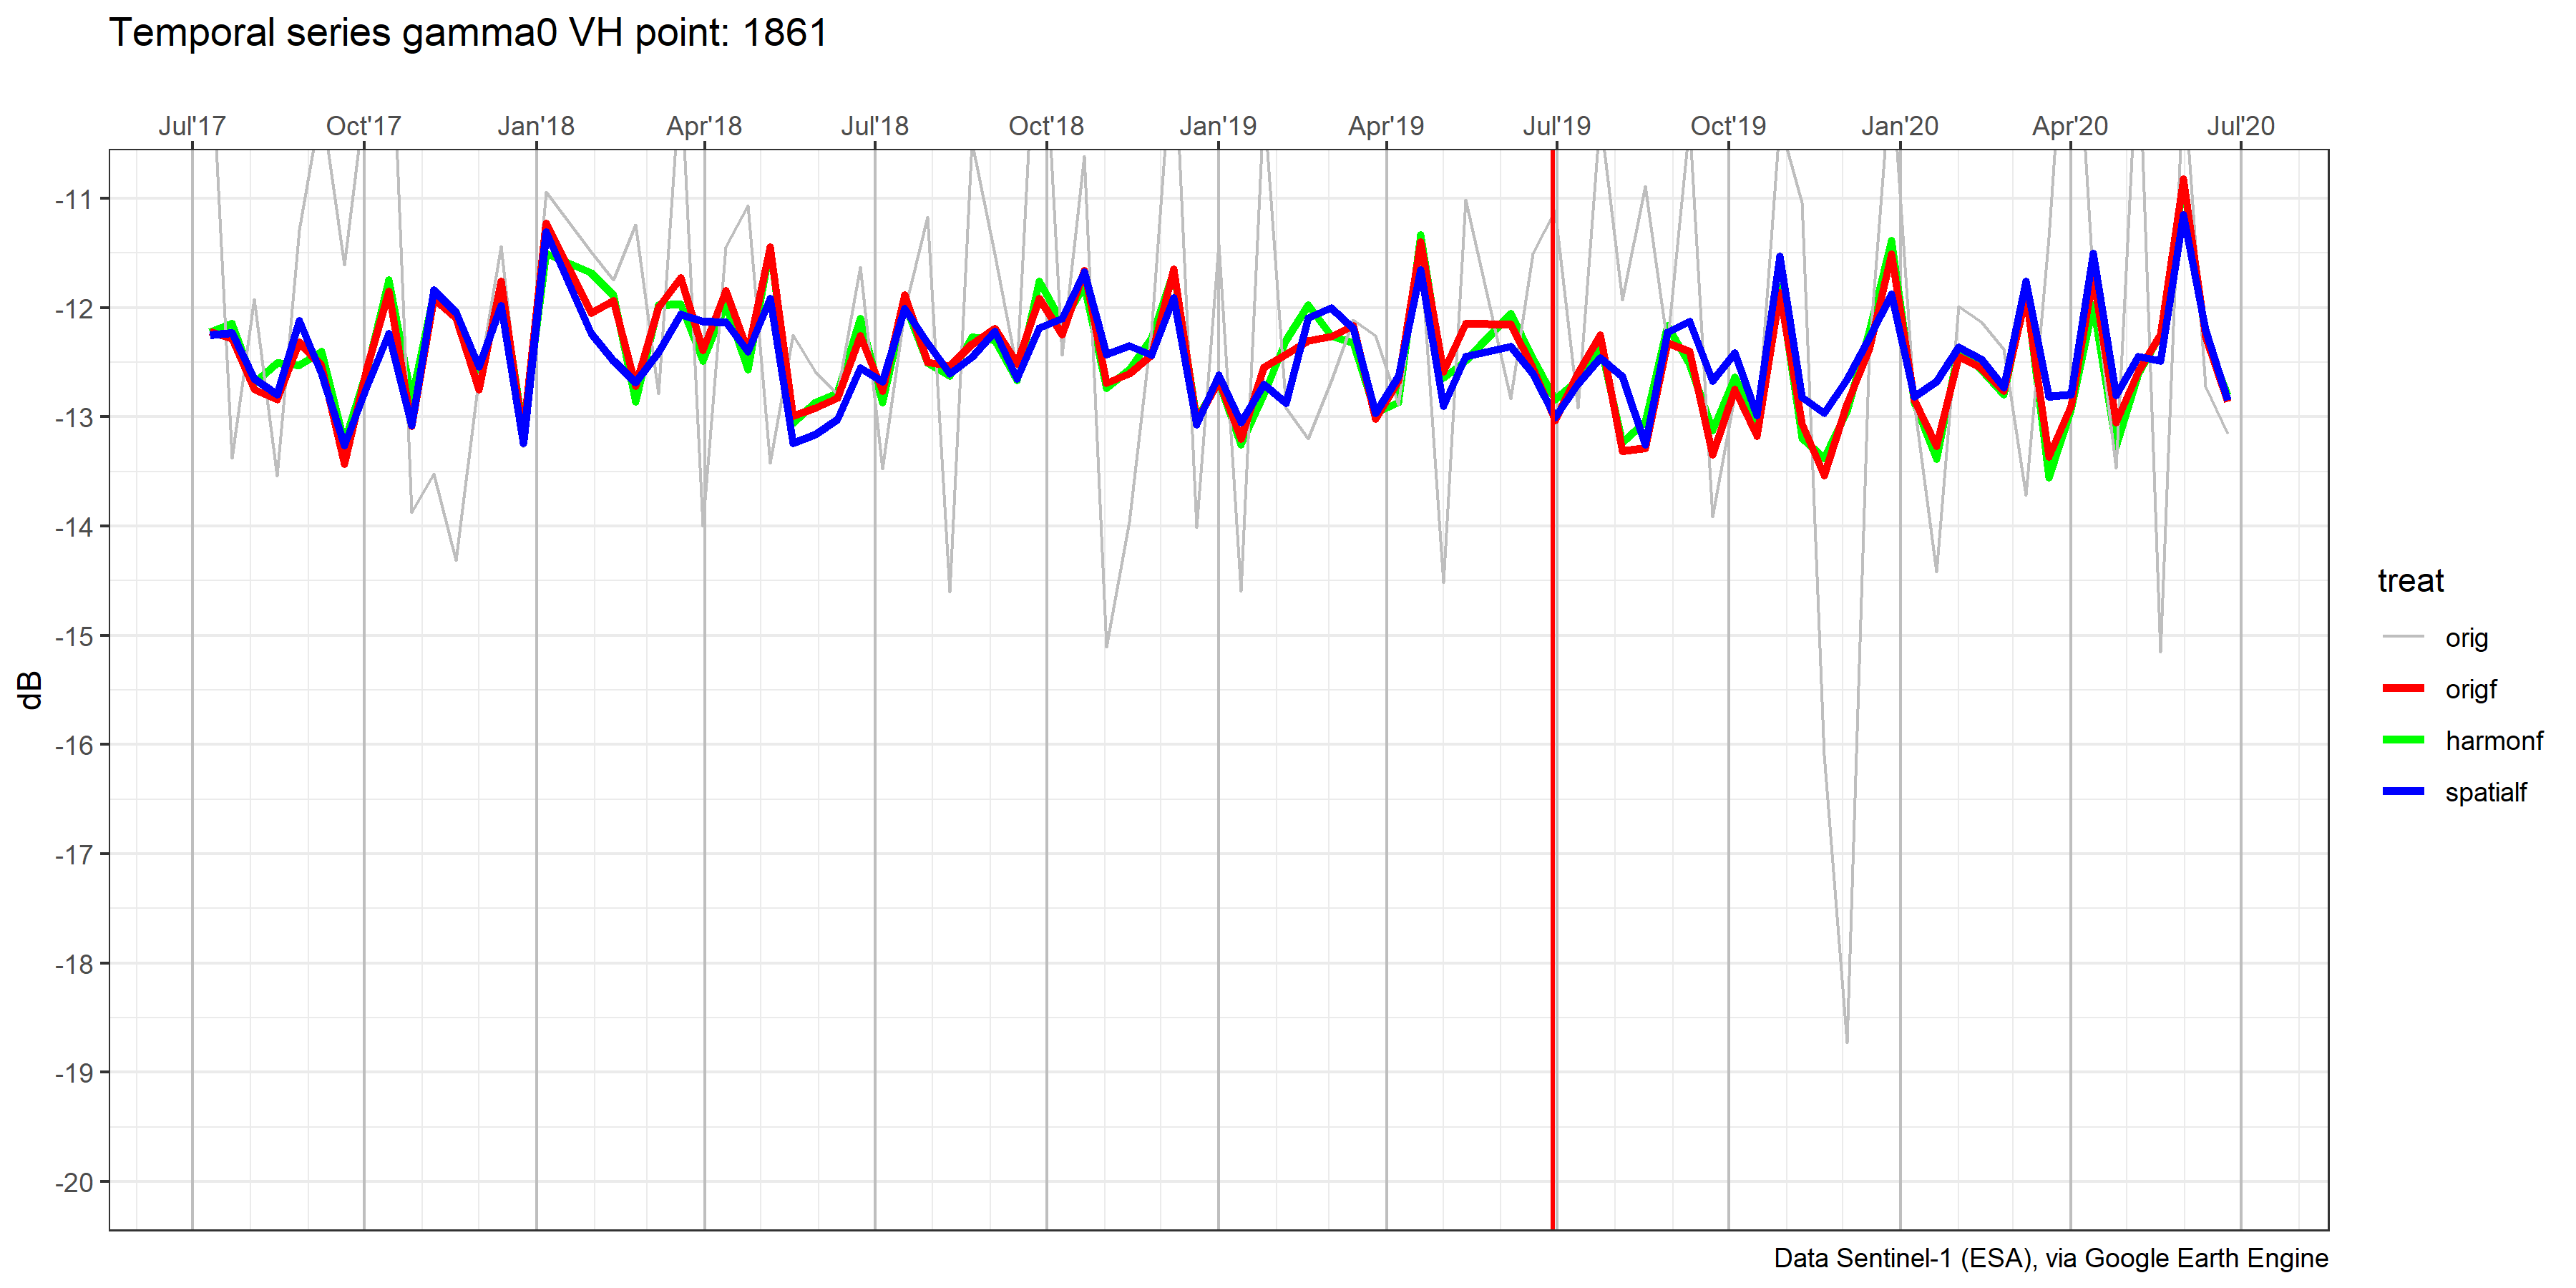 Temporal series gamma0 VH point: 1861
Jul'17 Oct'17 Jan'18 Apr'18 Jul'18 Oct'18 Jan'19 Apr'19 Jul'19 Oct'19 Jan'20 Apr'20 Jul'20
-11
-12
-13
-14
-15
-16
-17
-18
-19
-20
dB
treat
orig
origf
harmonf
spatialf
Data Sentinel-1 (ESA), via Google Earth Engine